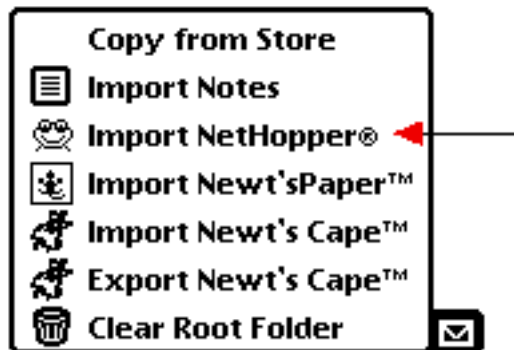 Copy from Store
Import Notes
Import NetHopper®
Import Newt'sPaper™
Import Newt's Cape™
Export Newt's Cape™
Clear Root Folder